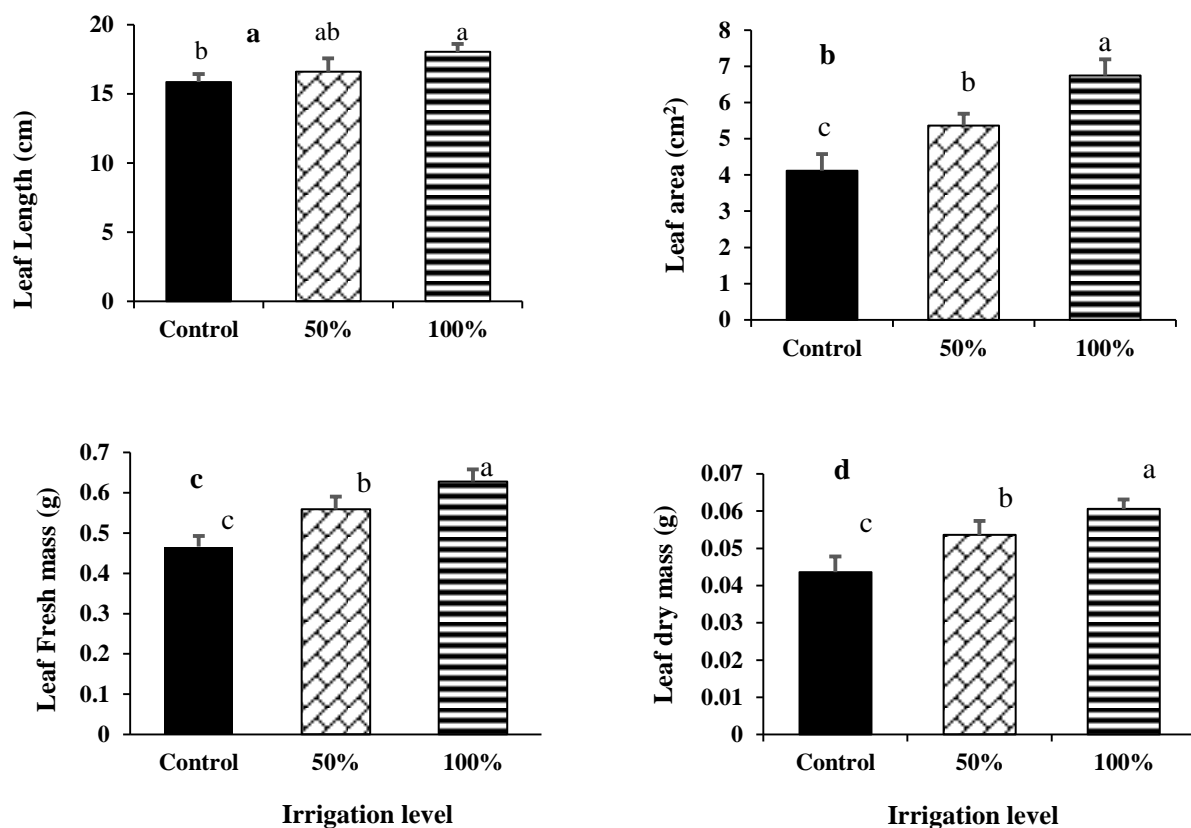 20
15
10
5
0
Leaf Length (cm)
a
b
ab
a
Control 50% 100%
8
7
6
5
4
3
2
1
0
Leaf area (cm²)
b
c
b
a
Control 50% 100%
0.7
0.6
0.5
0.4
0.3
0.2
0.1
0
Leaf Fresh mass (g)
c
c
b
a
Control 50% 100%
Irrigation level
0.07
0.06
0.05
0.04
0.03
0.02
0.01
0
Leaf dry mass (g)
d
c
b
a
Control 50% 100%
Irrigation level